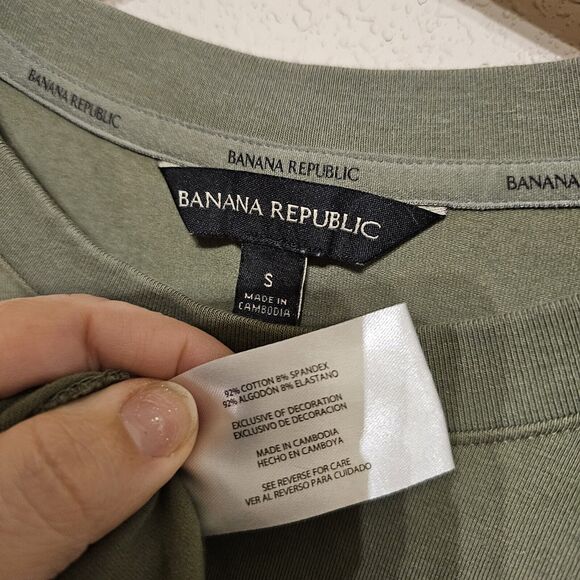 BANANA REPUBLIC
BANANA REPUBLIC
BANANA
BANANA REPUBLIC
S
MADE IN
CAMBODIA
92% COTTON 8% SPANDEX
92% ALGODÓN 8% ELASTANO
EXCLUSIVE OF DECORATION
EXCLUSIVO DE DECORACION
MADE IN CAMBODIA
HECHO EN CAMBOYA
SEE REVERSE FOR CARE
VER AL REVERSO PARA CUIDADO